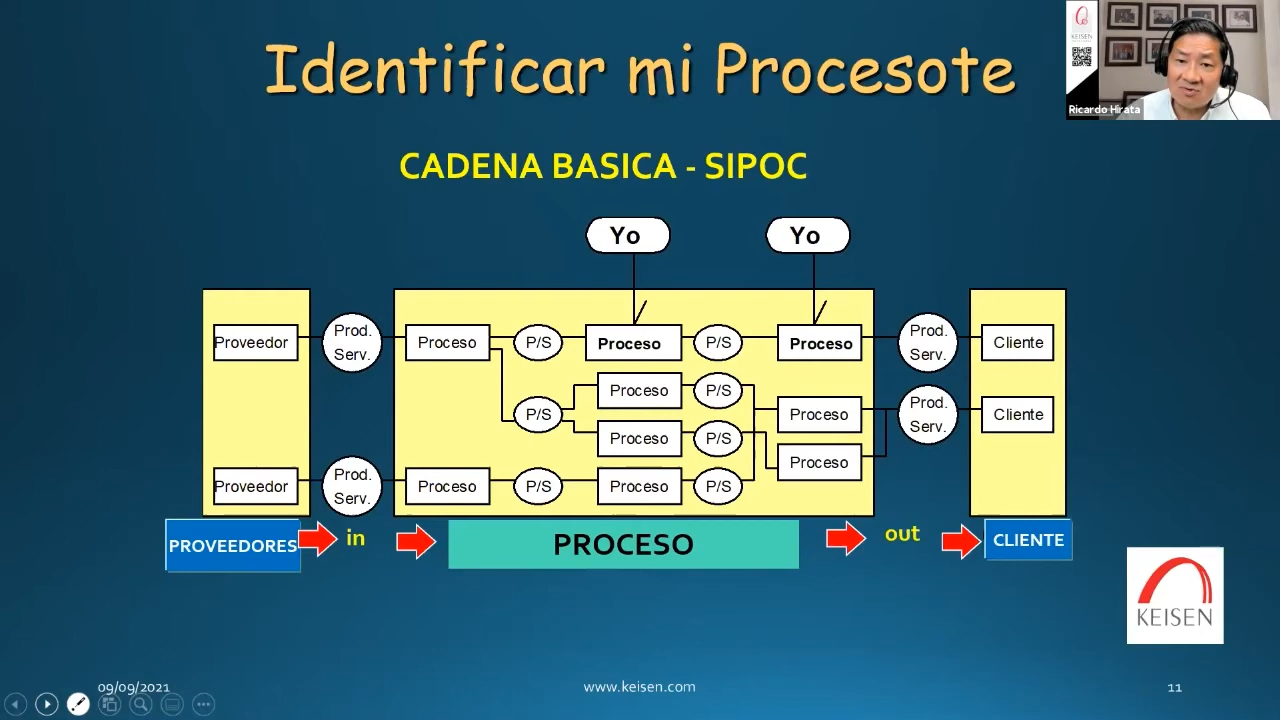 Identificar mi Procesote
KEISEN
Ricardo Hirata
CADENA BASICA - SIPOC
Yo
Yo
Proveedor
Prod.
Serv.
Proceso
P/S
Proceso
P/S
Proceso
Prod.
Serv.
Cliente
Proceso
P/S
P/S
Proceso
P/S
Proceso
Prod.
Serv.
Cliente
Proceso
Proveedor
Prod.
Serv.
Proceso
P/S
Proceso
P/S
PROVEEDORES
in
PROCESO
out
CLIENTE
KEISEN
09/09/2021
www.keisen.com
11